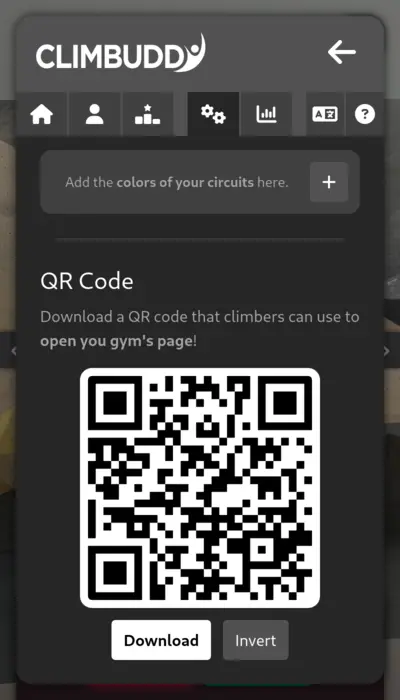 CLIMBUDDY
Add the colors of your circuits here.
QR Code
Download a QR code that climbers can use to
open you gym's page!
Download
Invert